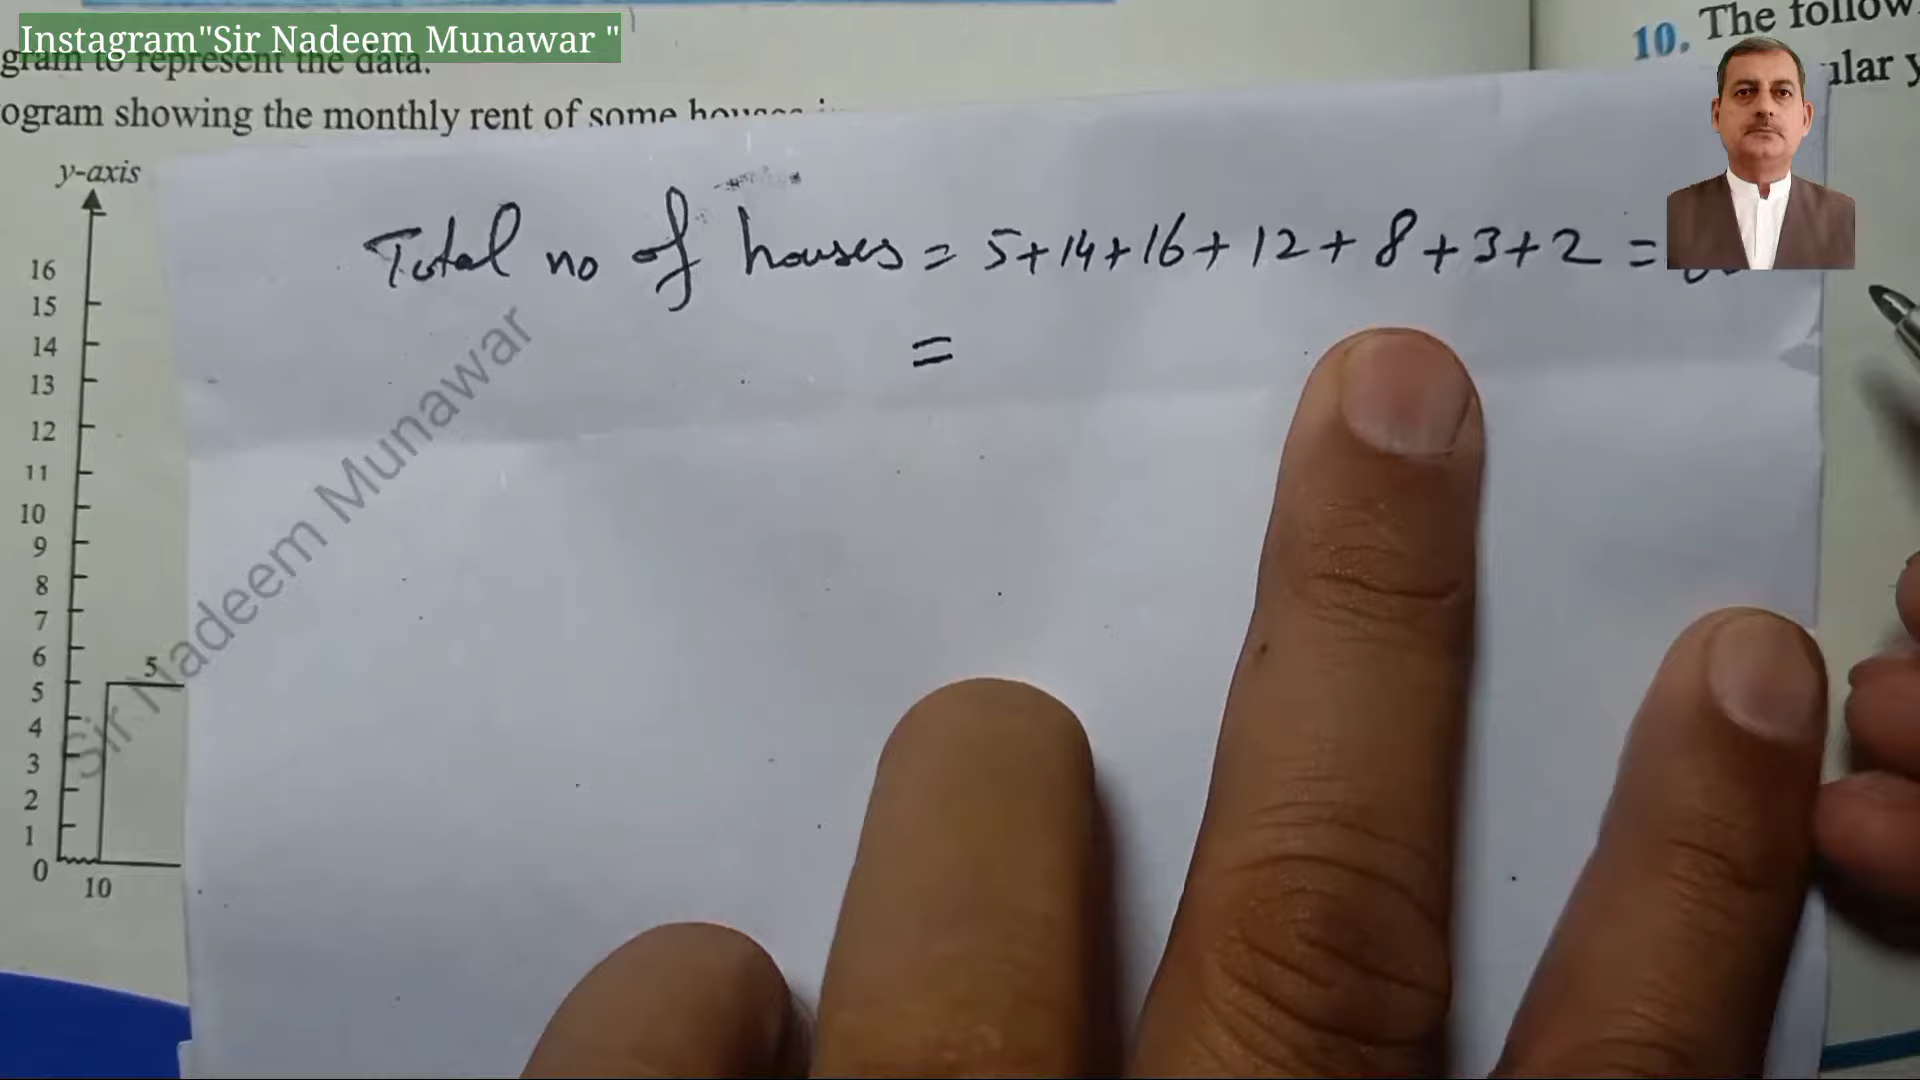 Instagram"Sir Nadeem Munawar "
gram to represent the data.
ogram showing the monthly rent of some houses
10. The follow
ular y
y-axis
Total no of houses = 5+14+16+12+8+3+2 =
=
16
15
14
13
12
11
10
9
8
7
6
5
5
4
3
2
1
0
10
Sir Nadeem Munawar